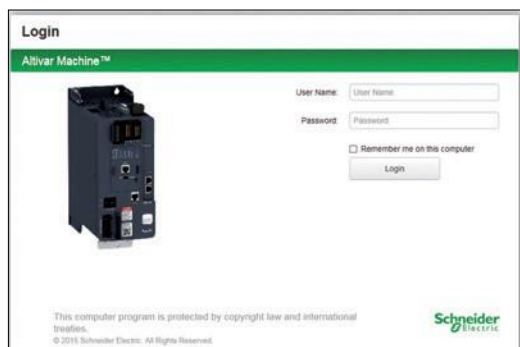 Login
Altivar Machine™
User Name: User Name
Password: Password
Remember me on this computer
Login
This computer program is protected by copyright law and international
treaties.
© 2015 Schneider Electric. All Rights Reserved.
Schneider
Electric